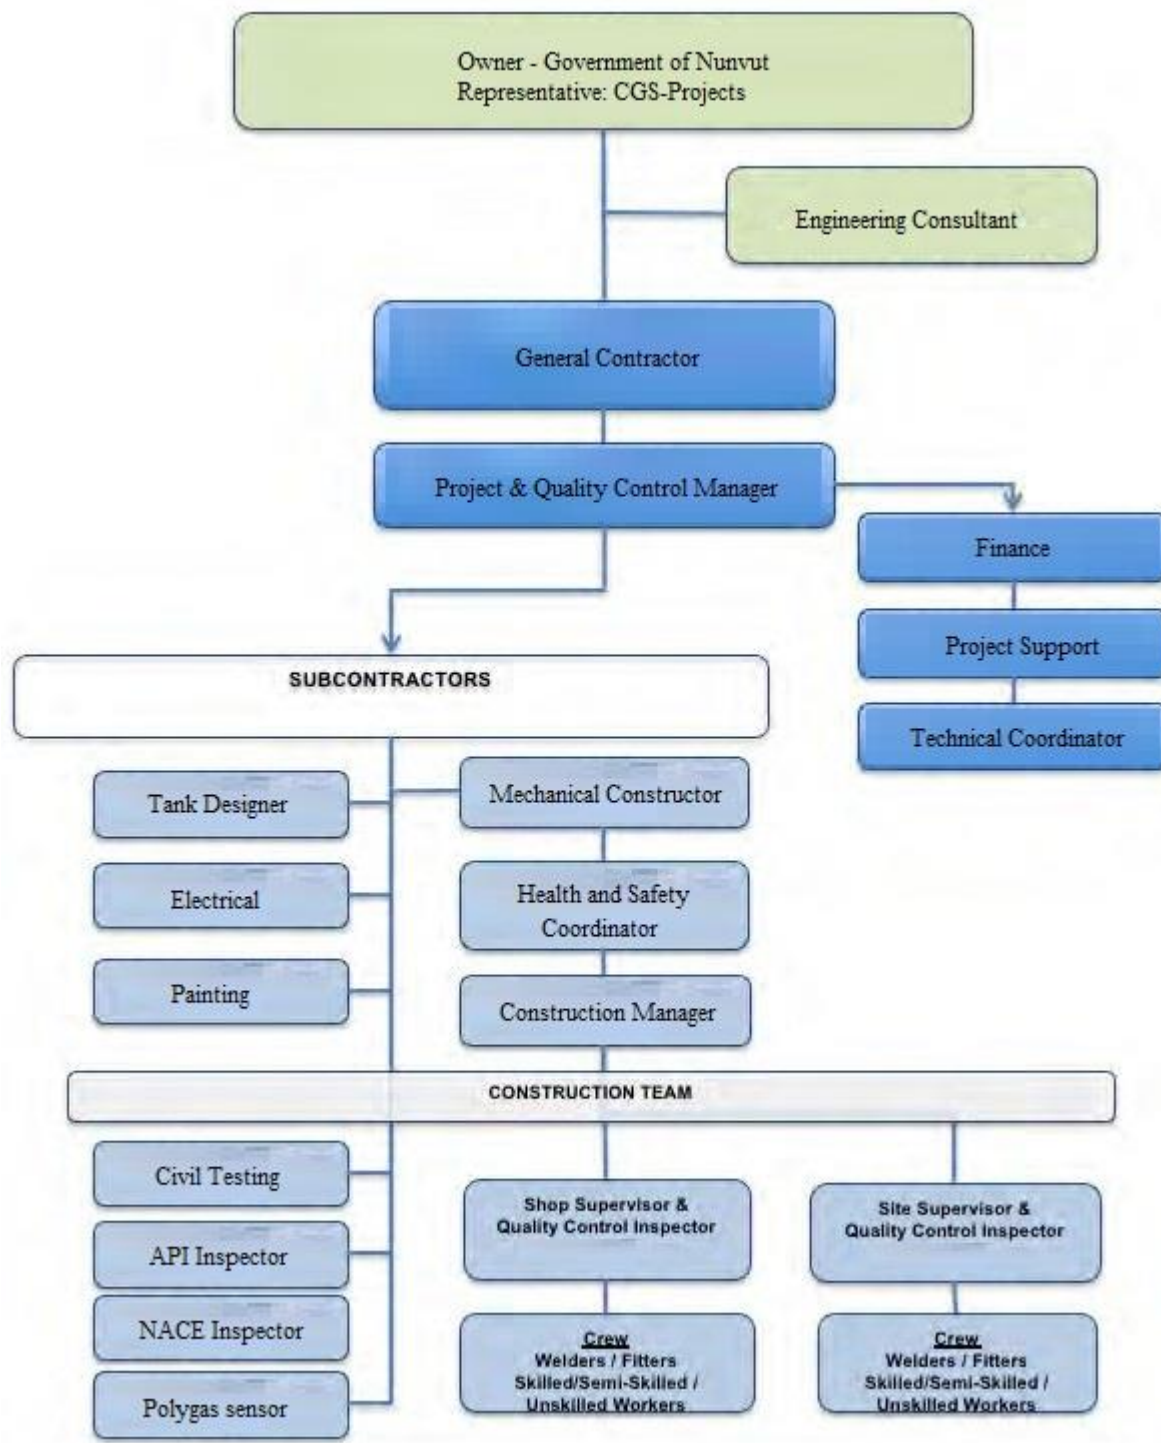 Owner - Government of Nunvut
Representative: CGS-Projects
Engineering Consultant
General Contractor
Project & Quality Control Manager
Finance
Project Support
Technical Coordinator
SUBCONTRACTORS
Tank Designer
Mechanical Constructor
Electrical
Health and Safety
Coordinator
Painting
Construction Manager
CONSTRUCTION TEAM
Civil Testing
API Inspector
NACE Inspector
Polygas sensor
Shop Supervisor &
Quality Control Inspector
Crew
Welders / Fitters
Skilled/Semi-Skilled /
Unskilled Workers
Site Supervisor &
Quality Control Inspector
Crew
Welders / Fitters
Skilled/Semi-Skilled /
Unskilled Workers